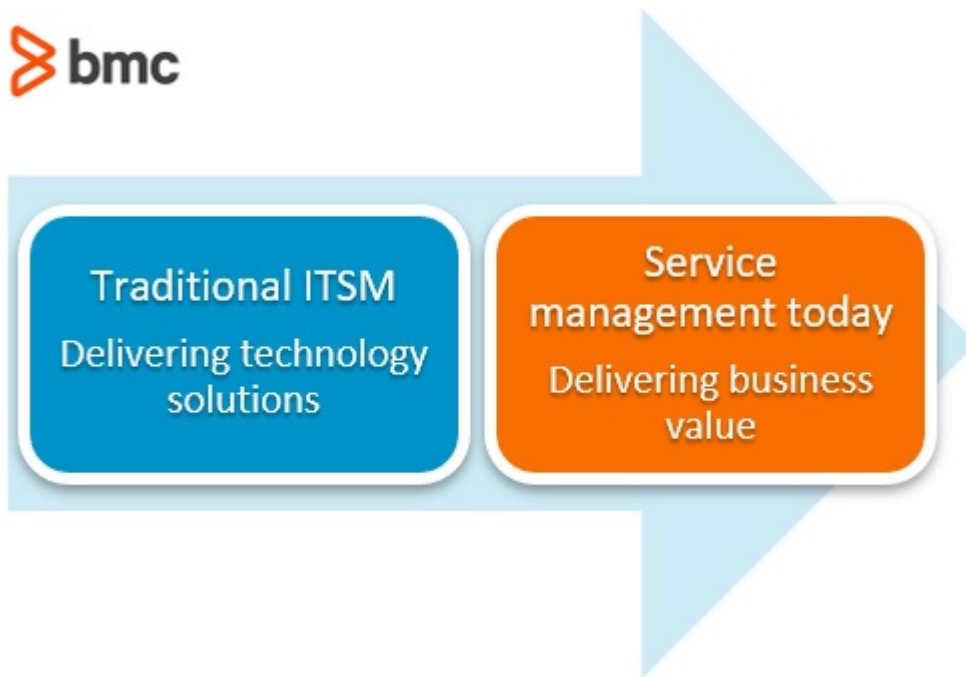 bmc
Traditional ITSM
Delivering technology
solutions
Service
management today
Delivering business
value